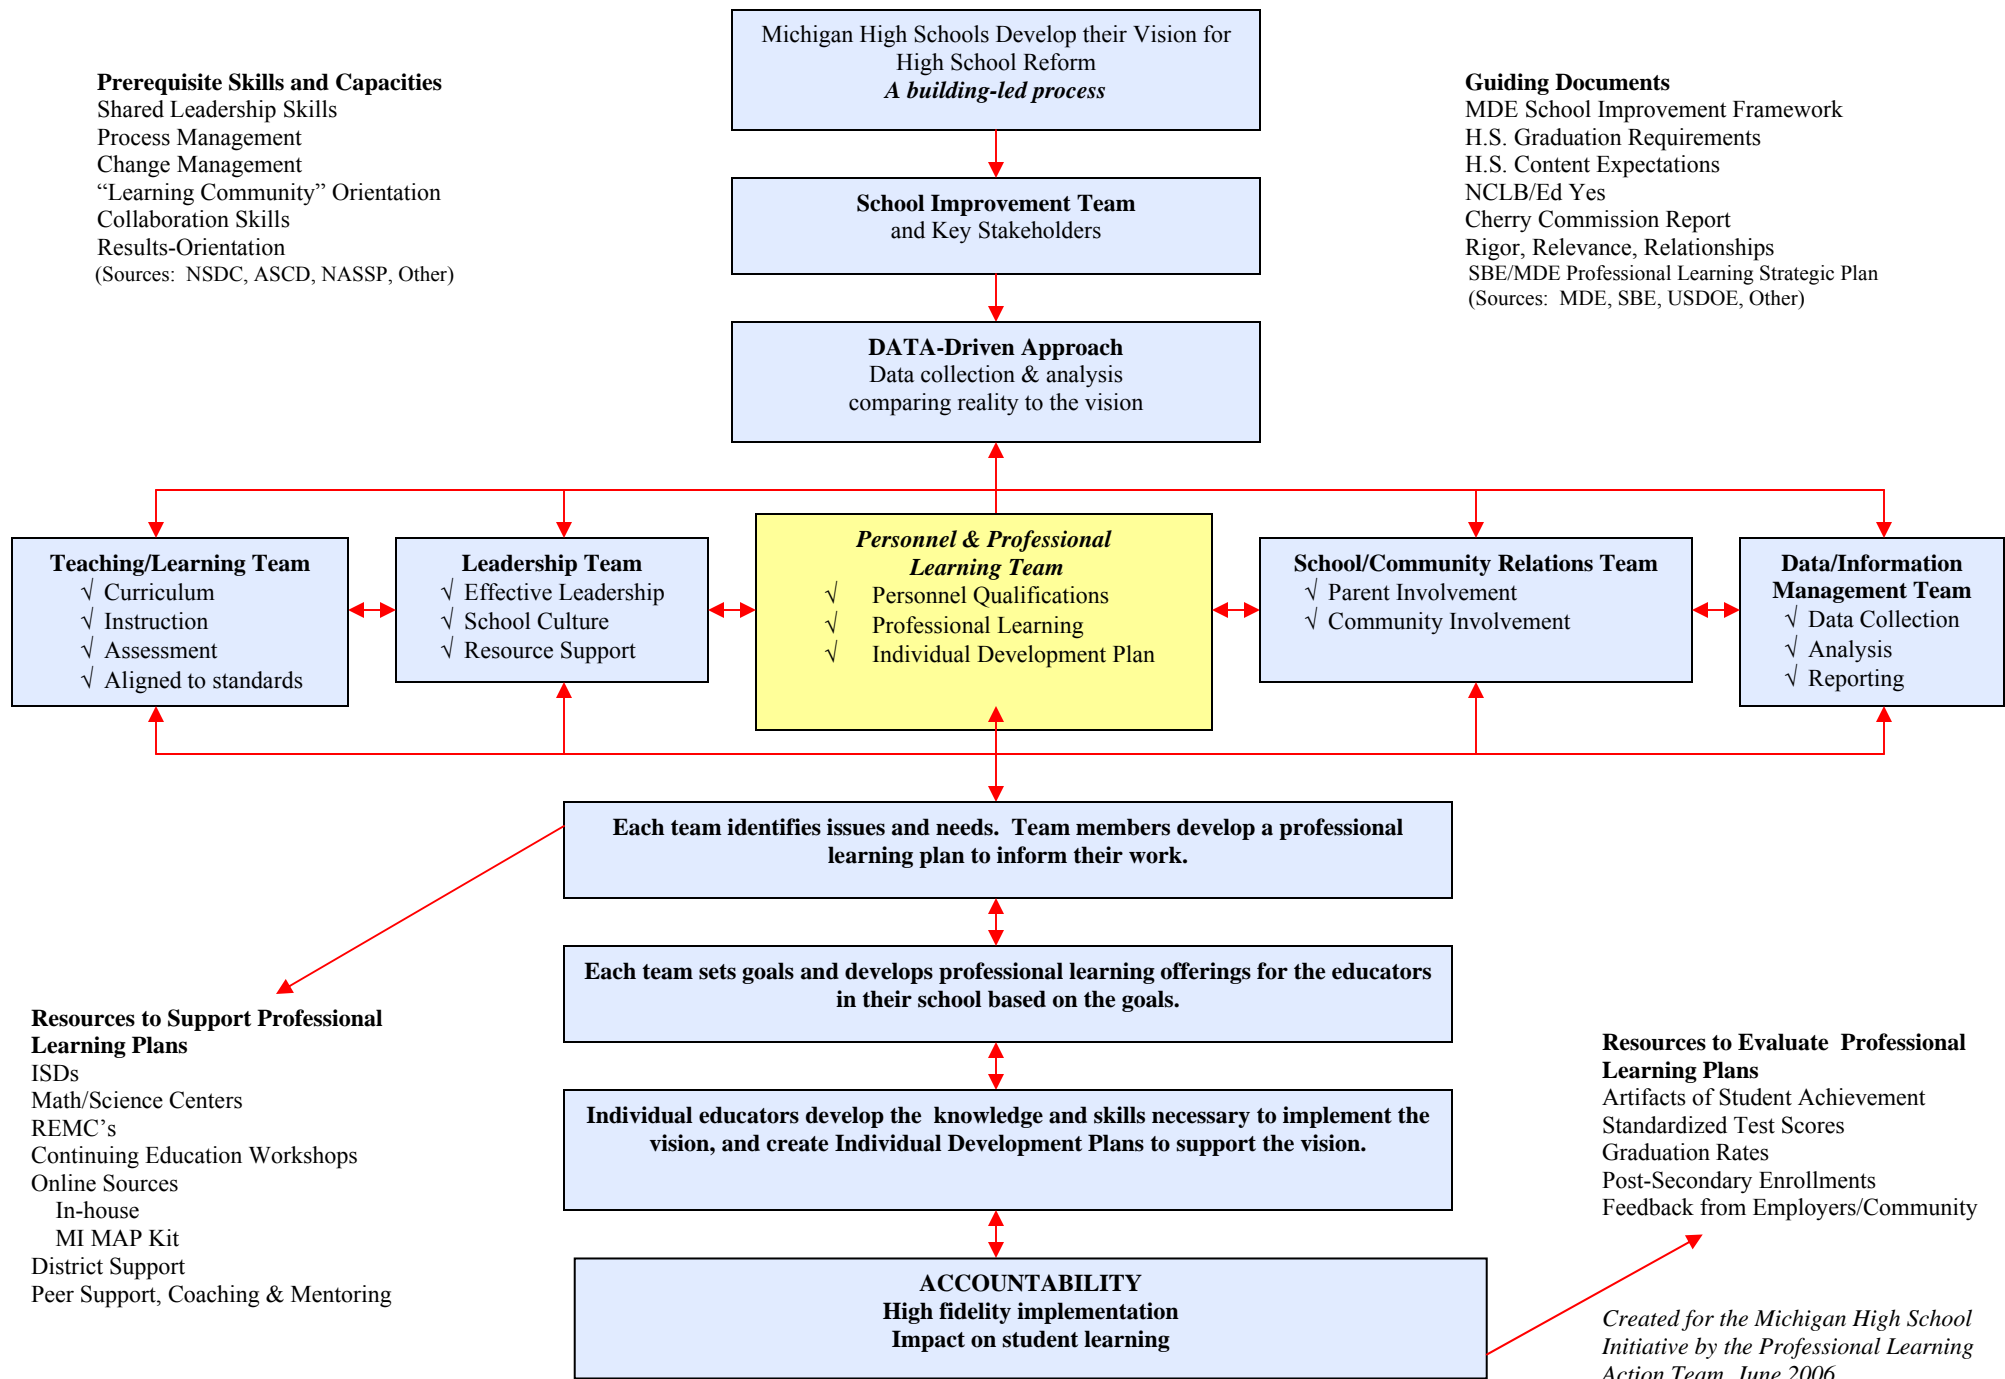 Michigan High Schools Develop their Vision for
High School Reform
A building-led process
Prerequisite Skills and Capacities
Shared Leadership Skills
Process Management
Change Management
“Learning Community” Orientation
Collaboration Skills
Results-Orientation
(Sources:  NSDC, ASCD, NASSP, Other)
Guiding Documents
MDE School Improvement Framework
H.S. Graduation Requirements
H.S. Content Expectations
NCLB/Ed Yes
Cherry Commission Report
Rigor, Relevance, Relationships
SBE/MDE Professional Learning Strategic Plan
(Sources:  MDE, SBE, USDOE, Other)
School Improvement Team
and Key Stakeholders
DATA-Driven Approach
Data collection & analysis
comparing reality to the vision
Teaching/Learning Team
√ Curriculum
√ Instruction
√ Assessment
√ Aligned to standards
Leadership Team
√ Effective Leadership
√ School Culture
√ Resource Support
Personnel & Professional
Learning Team
√ Personnel Qualifications
√ Professional Learning
√ Individual Development Plan
School/Community Relations Team
√ Parent Involvement
√ Community Involvement
Data/Information
Management Team
√ Data Collection
√ Analysis
√ Reporting
Each team identifies issues and needs.  Team members develop a professional
learning plan to inform their work.
Each team sets goals and develops professional learning offerings for the educators
in their school based on the goals.
Individual educators develop the  knowledge and skills necessary to implement the
vision, and create Individual Development Plans to support the vision.
ACCOUNTABILITY
High fidelity implementation
Impact on student learning
Resources to Support Professional
Learning Plans
ISDs
Math/Science Centers
REMC’s
Continuing Education Workshops
Online Sources
In-house
MI MAP Kit
District Support
Peer Support, Coaching & Mentoring
Resources to Evaluate  Professional
Learning Plans
Artifacts of Student Achievement
Standardized Test Scores
Graduation Rates
Post-Secondary Enrollments
Feedback from Employers/Community
Created for the Michigan High School
Initiative by the Professional Learning
Action Team, June 2006